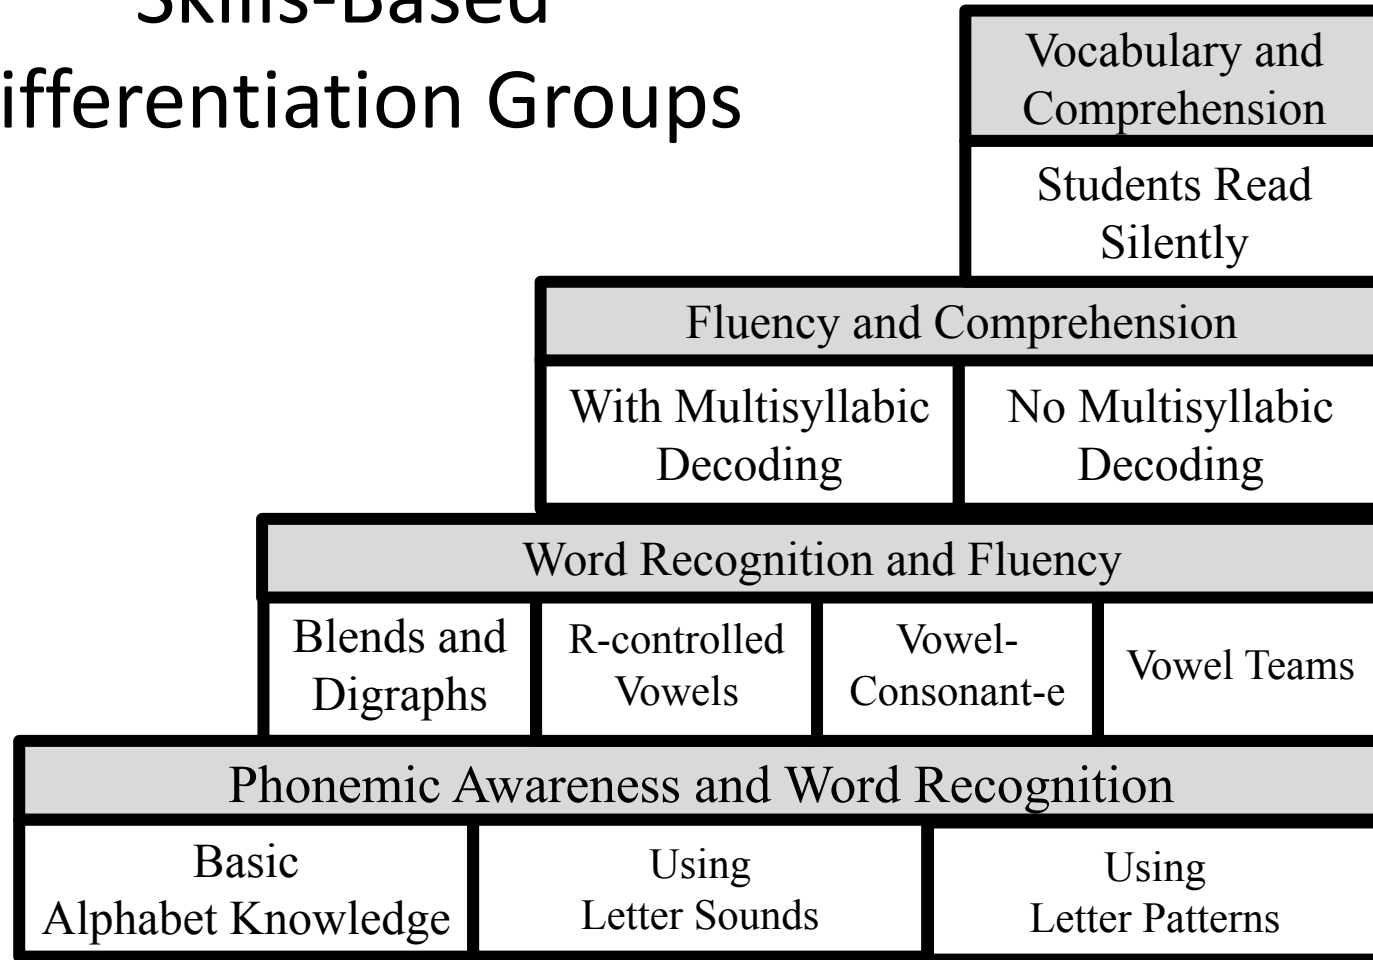 Skills-Based
ifferentiation Groups
Vocabulary and
Comprehension
Students Read
Silently
Fluency and Comprehension
With Multisyllabic
Decoding
No Multisyllabic
Decoding
Word Recognition and Fluency
Blends and
Digraphs
R-controlled
Vowels
Vowel-
Consonant-e
Vowel Teams
Phonemic Awareness and Word Recognition
Basic
Alphabet Knowledge
Using
Letter Sounds
Using
Letter Patterns